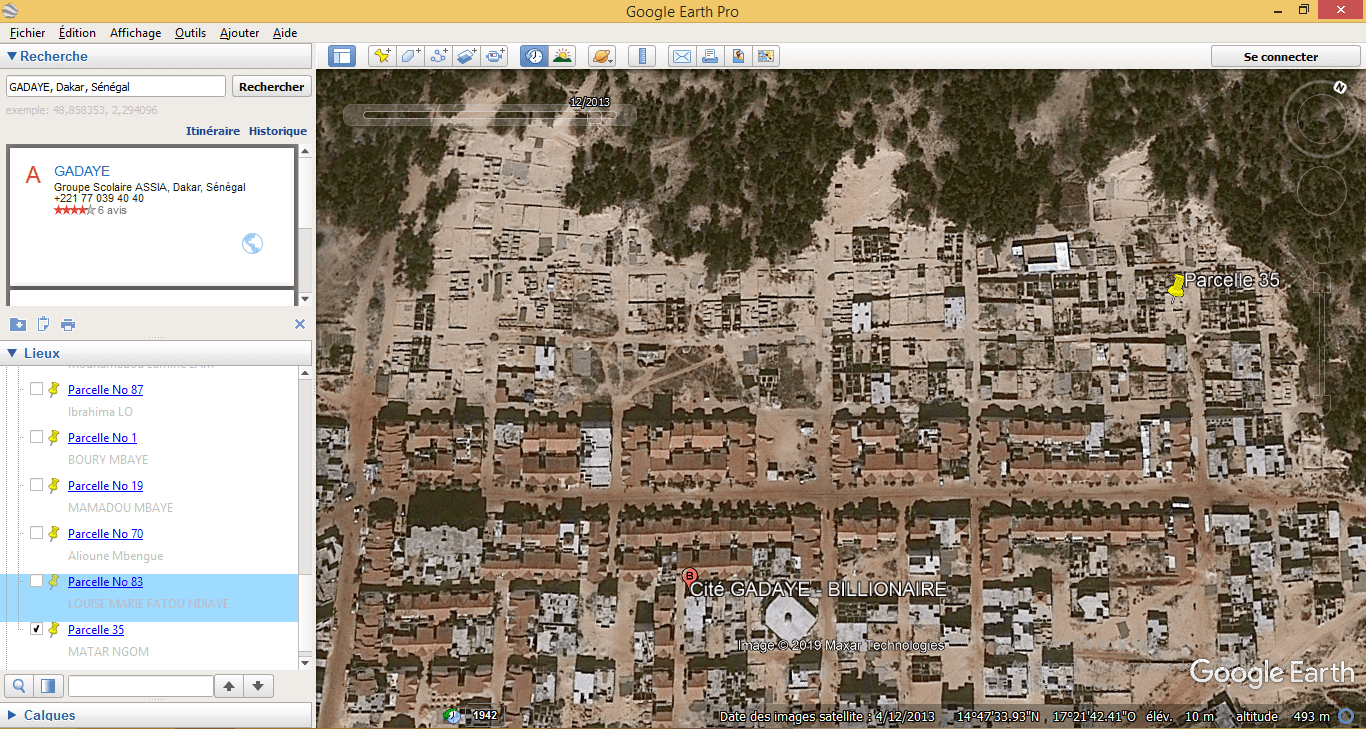 Google Earth Pro
Fichier Édition Affichage Outils Ajouter Aide
Recherche
Se connecter
GADAYE, Dakar, Sénégal
Rechercher
exemple: 48,858353, 2,294096
Itinéraire Historique
A GADAYE
Groupe Scolaire ASSIA, Dakar, Sénégal
+221 77 039 40 40
6 avis
Lieux
Parcelle No 87
Ibrahima LO
Parcelle No 1
BOURY MBAYE
Parcelle No 19
MAMADOU MBAYE
Parcelle No 70
Alioune Mbengue
Parcelle No 83
LOUISE MARIE FATOU NDIAYE
Parcelle 35
MATAR NGOM
Calques
12/2013
N
Parcelle 35
B
Cité GADAYE - BILLIONAIRE
Image © 2019 Maxar Technologies
Google Earth
1942
Date des images satellite : 4/12/2013 14°47'33.93"N 17°21'42.41"O élév. 10 m altitude 493 m